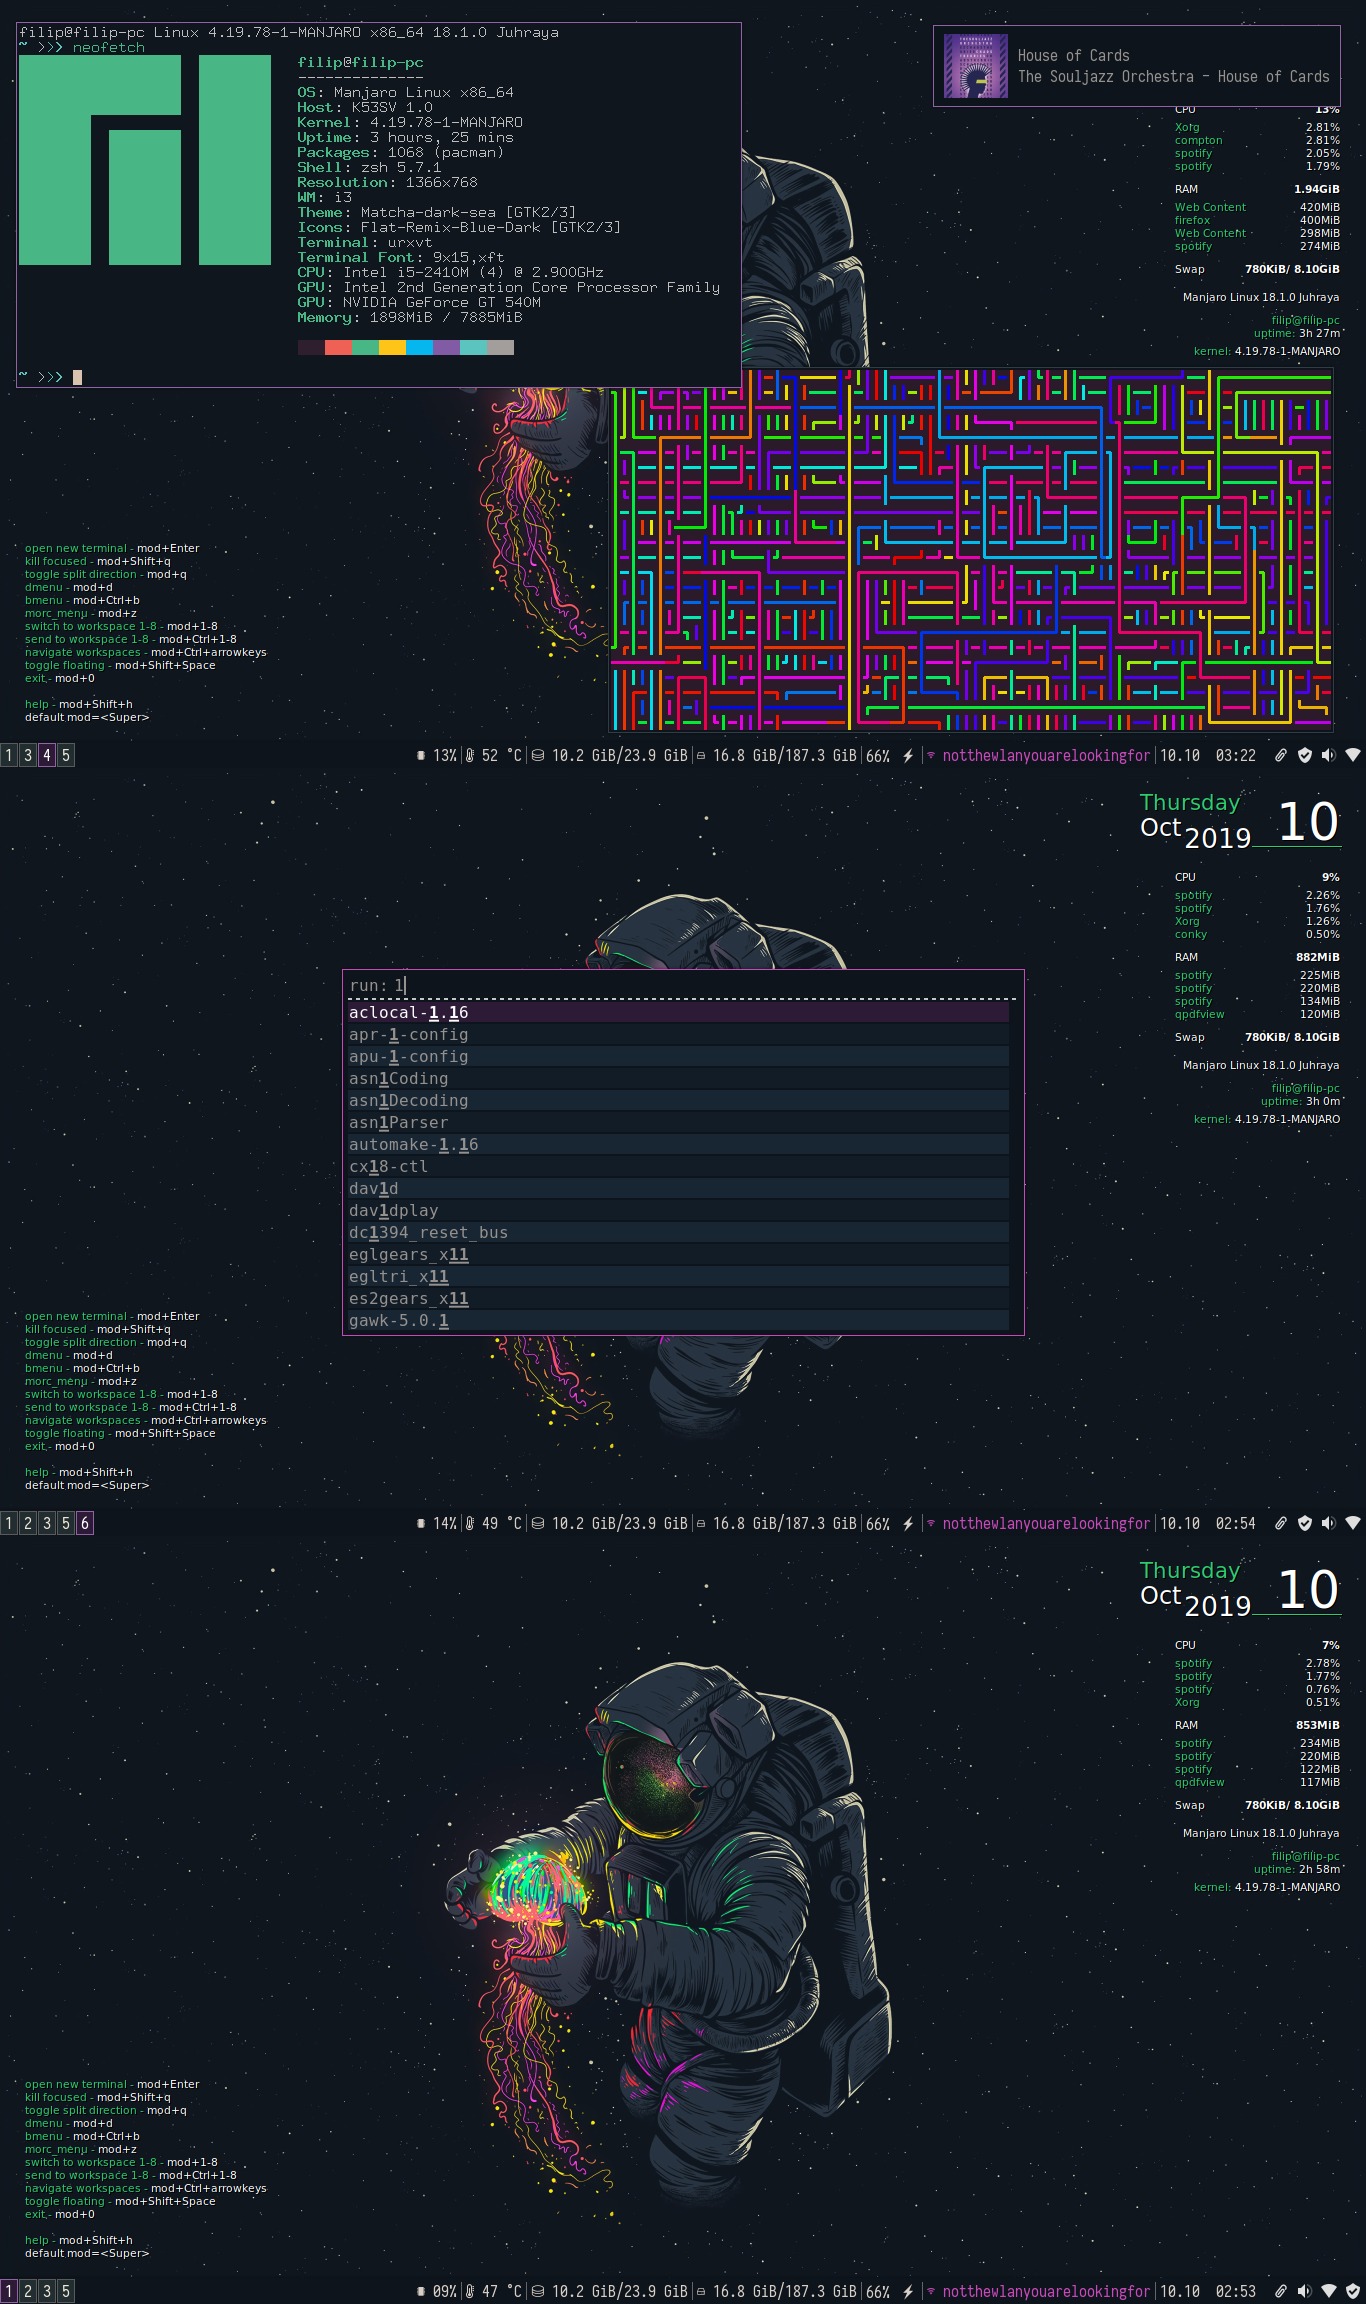 filip@filip-pc Linux 4.19.78-1-MANJARO x86_64 18.1.0 Juhraya
~ >>> neofetch
filip@filip-pc
--------------
OS: Manjaro Linux x86_64
Host: K53SV 1.0
Kernel: 4.19.78-1-MANJARO
Uptime: 3 hours, 25 mins
Packages: 1068 (pacman)
Shell: zsh 5.7.1
Resolution: 1366x768
WM: i3
Theme: Matcha-dark-sea [GTK2/3]
Icons: Flat-Remix-Blue-Dark [GTK2/3]
Terminal: urxvt
Terminal Font: 9x15,xft
CPU: Intel i5-2410M (4) @ 2.900GHz
GPU: Intel 2nd Generation Core Processor Family
GPU: NVIDIA GeForce GT 540M
Memory: 1898MiB / 7885MiB
~ >>>
House of Cards
The Souljazz Orchestra - House of Cards
CPU 13%
Xorg 2.81%
compton 2.81%
spotify 2.05%
spotify 1.79%
RAM 1.94GiB
Web Content 420MiB
firefox 400MiB
Web Content 298MiB
spotify 274MiB
Swap 780KiB/ 8.10GiB
Manjaro Linux 18.1.0 Juhraya
filip@filip-pc
uptime: 3h 27m
kernel: 4.19.78-1-MANJARO
open new terminal - mod+Enter
kill focused - mod+Shift+q
toggle split direction - mod+q
dmenu - mod+d
bmenu - mod+Ctrl+b
morc_menu - mod+z
switch to workspace 1-8 - mod+1-8
send to workspace 1-8 - mod+Ctrl+1-8
navigate workspaces - mod+Ctrl+arrowkeys
toggle floating - mod+Shift+Space
exit - mod+0
help - mod+Shift+h
default mod=<Super>
1 3 4 5
13% | 52 °C | 10.2 GiB/23.9 GiB | 16.8 GiB/187.3 GiB | 66% | notthewlanyouarelookingfor | 10.10 03:22
Thursday
Oct 2019 10
CPU 9%
spotify 2.26%
spotify 1.76%
Xorg 1.26%
conky 0.50%
RAM 882MiB
spotify 225MiB
spotify 220MiB
spotify 134MiB
qpdfview 120MiB
Swap 780KiB/ 8.10GiB
Manjaro Linux 18.1.0 Juhraya
filip@filip-pc
uptime: 3h 0m
kernel: 4.19.78-1-MANJARO
run: 1
aclocal-1.16
apr-1-config
apu-1-config
asn1Coding
asn1Decoding
asn1Parser
automake-1.16
cx18-ctl
dav1d
dav1dplay
dc1394_reset_bus
eglgears_x11
egltri_x11
es2gears_x11
gawk-5.0.1
open new terminal - mod+Enter
kill focused - mod+Shift+q
toggle split direction - mod+q
dmenu - mod+d
bmenu - mod+Ctrl+b
morc_menu - mod+z
switch to workspace 1-8 - mod+1-8
send to workspace 1-8 - mod+Ctrl+1-8
navigate workspaces - mod+Ctrl+arrowkeys
toggle floating - mod+Shift+Space
exit - mod+0
help - mod+Shift+h
default mod=<Super>
1 2 3 5 6
14% | 49 °C | 10.2 GiB/23.9 GiB | 16.8 GiB/187.3 GiB | 66% | notthewlanyouarelookingfor | 10.10 02:54
Thursday
Oct 2019 10
CPU 7%
spotify 2.78%
spotify 1.77%
spotify 0.76%
Xorg 0.51%
RAM 853MiB
spotify 234MiB
spotify 220MiB
spotify 122MiB
qpdfview 117MiB
Swap 780KiB/ 8.10GiB
Manjaro Linux 18.1.0 Juhraya
filip@filip-pc
uptime: 2h 58m
kernel: 4.19.78-1-MANJARO
open new terminal - mod+Enter
kill focused - mod+Shift+q
toggle split direction - mod+q
dmenu - mod+d
bmenu - mod+Ctrl+b
morc_menu - mod+z
switch to workspace 1-8 - mod+1-8
send to workspace 1-8 - mod+Ctrl+1-8
navigate workspaces - mod+Ctrl+arrowkeys
toggle floating - mod+Shift+Space
exit - mod+0
help - mod+Shift+h
default mod=<Super>
1 2 3 5
09% | 47 °C | 10.2 GiB/23.9 GiB | 16.8 GiB/187.3 GiB | 66% | notthewlanyouarelookingfor | 10.10 02:53